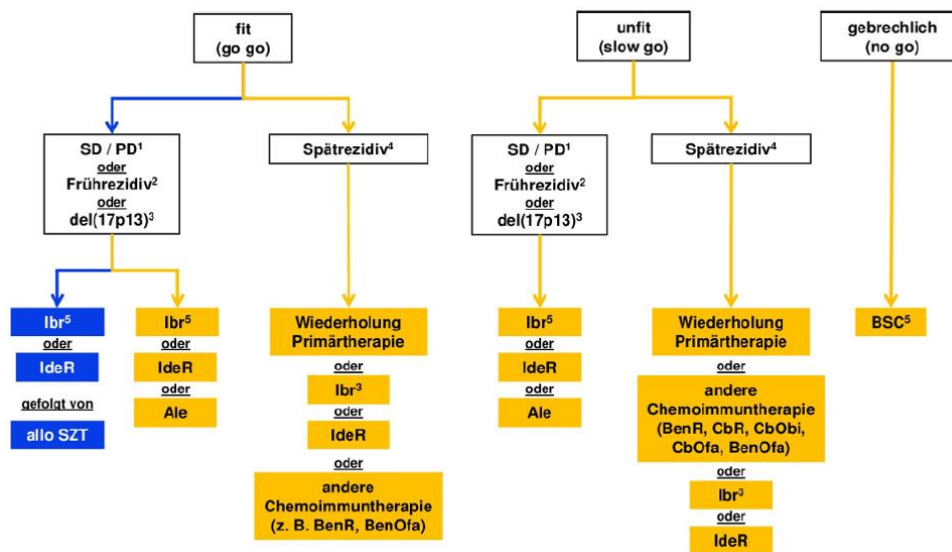 fit
(go go)
unfit
(slow go)
gebrechlich
(no go)
SD / PD¹
oder
Frührezidiv²
oder
del(17p13)³
Spätrezidiv⁴
SD / PD¹
oder
Frührezidiv²
oder
del(17p13)³
Spätrezidiv⁴
Ibr⁵
oder
IdeR
gefolgt von
allo SZT
Ibr⁵
oder
IdeR
oder
Ale
Wiederholung
Primärtherapie
oder
Ibr³
oder
IdeR
oder
andere
Chemoimmuntherapie
(z. B. BenR, BenOfa)
Ibr⁵
oder
IdeR
oder
Ale
Wiederholung
Primärtherapie
oder
andere
Chemoimmuntherapie
(BenR, CbR, CbObi,
CbOfa, BenOfa)
oder
Ibr³
oder
IdeR
BSC⁵